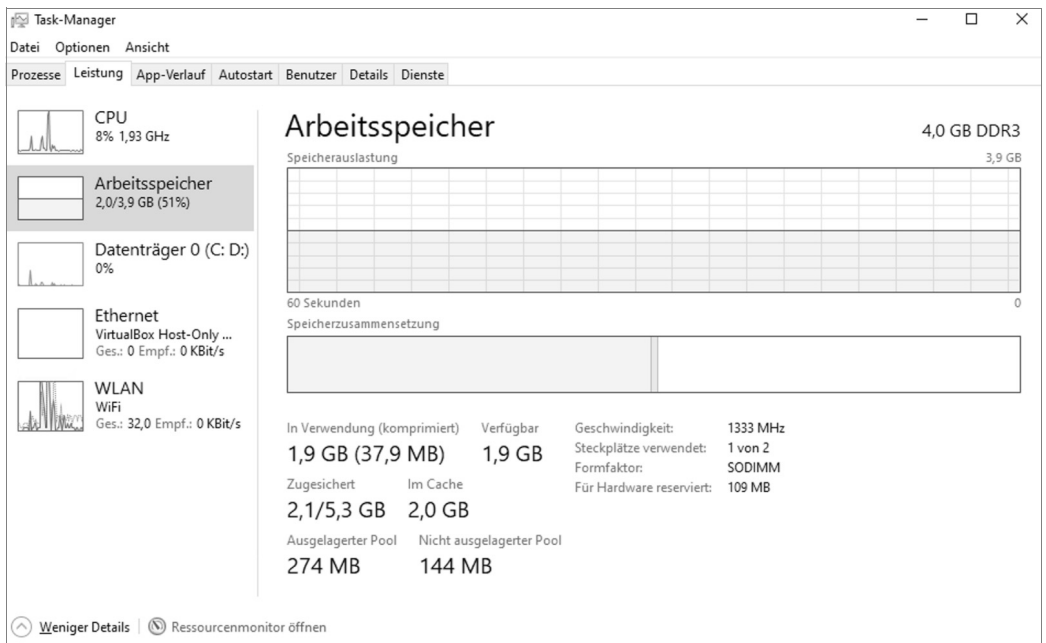 Task-Manager
Datei Optionen Ansicht
Prozesse Leistung App-Verlauf Autostart Benutzer Details Dienste
CPU
8% 1,93 GHz
Arbeitsspeicher
2,0/3,9 GB (51%)
Datenträger 0 (C: D:)
0%
Ethernet
VirtualBox Host-Only ...
Ges.: 0 Empf.: 0 KBit/s
WLAN
WiFi
Ges.: 32,0 Empf.: 0 KBit/s
Arbeitsspeicher 4,0 GB DDR3
Speicherauslastung 3,9 GB
60 Sekunden 0
Speicherzusammensetzung
In Verwendung (komprimiert) Verfügbar
1,9 GB (37,9 MB) 1,9 GB
Zugesichert Im Cache
2,1/5,3 GB 2,0 GB
Ausgelagerter Pool Nicht ausgelagerter Pool
274 MB 144 MB
Geschwindigkeit: 1333 MHz
Steckplätze verwendet: 1 von 2
Formfaktor: SODIMM
Für Hardware reserviert: 109 MB
Weniger Details Ressourcenmonitor öffnen